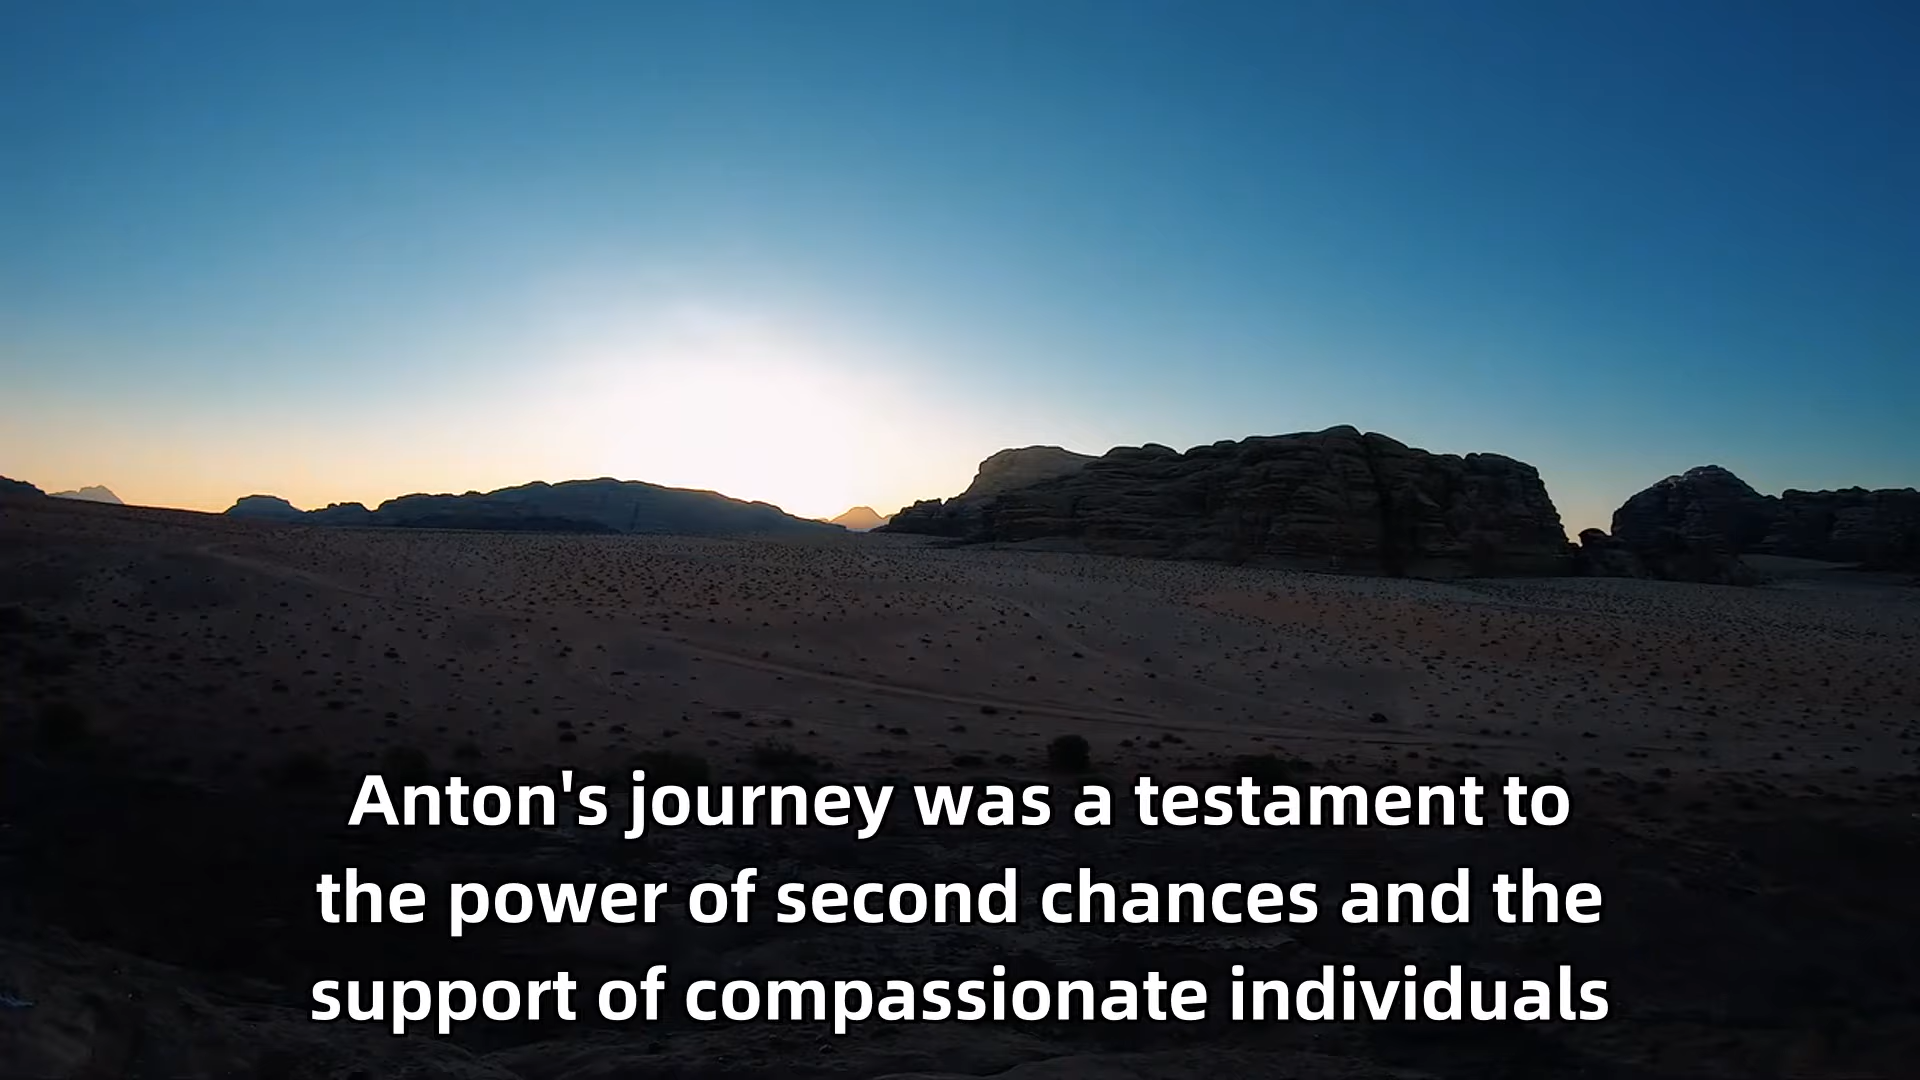 Anton's journey was a testament to
the power of second chances and the
support of compassionate individuals